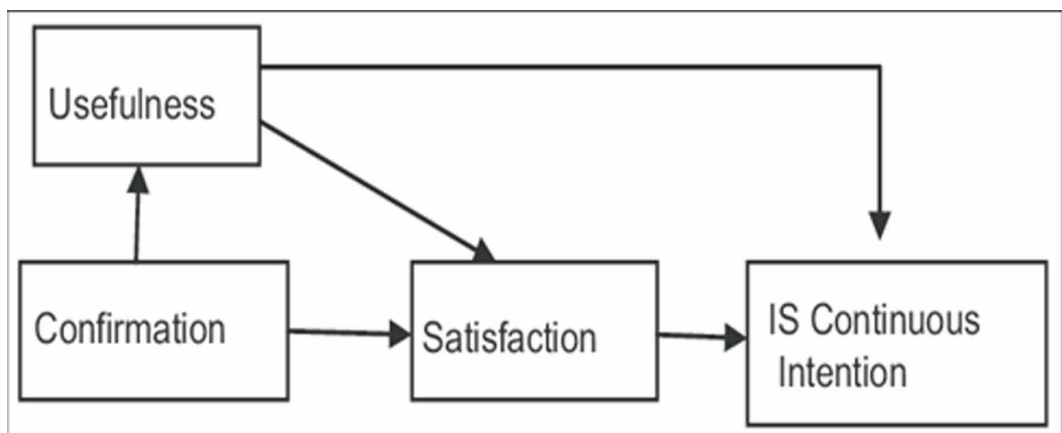 Usefulness
Confirmation
Satisfaction
IS Continuous
Intention